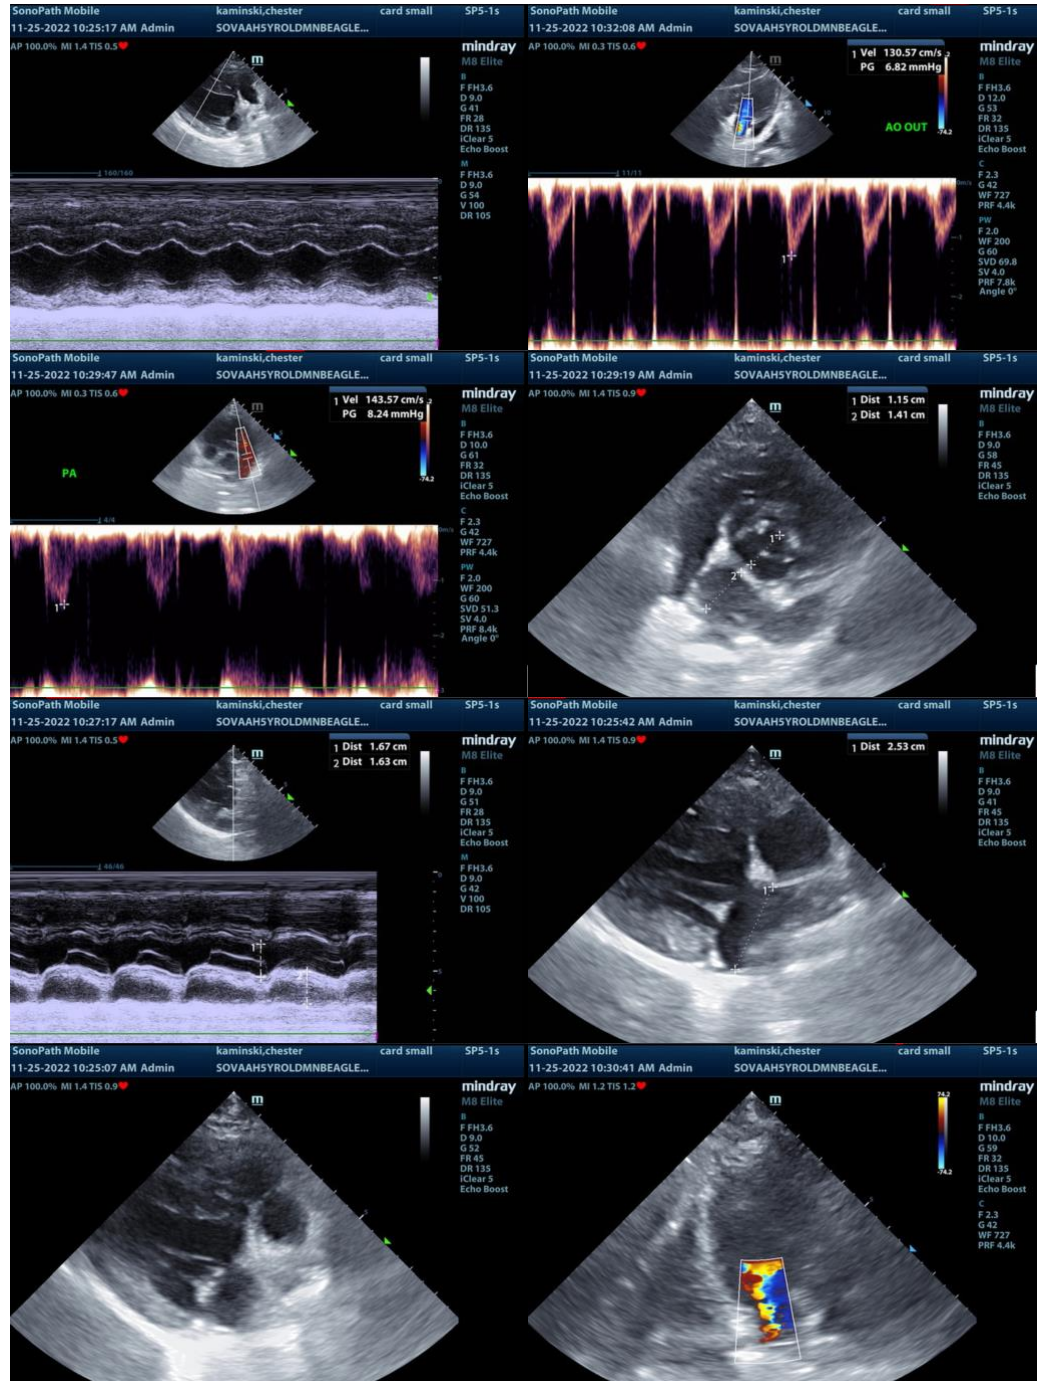 SonoPath Mobile kaminski,chester card small SP5-1s
11-25-2022 10:25:17 AM Admin SOVAAH5YROLDMNBEAGLE...
AP 100.0% MI 1.4 TIS 0.5
mindray
M8 Elite
B
F FH3.6
D 9.0
G 41
FR 28
DR 135
iClear 5
Echo Boost
M
F FH3.6
D 9.0
G 54
V 100
DR 105
160/160
5
SonoPath Mobile kaminski,chester card small SP5-1s
11-25-2022 10:32:08 AM Admin SOVAAH5YROLDMNBEAGLE...
AP 100.0% MI 0.3 TIS 0.6
1 Vel 130.57 cm/s
PG 6.82 mmHg
-74.2
AO OUT
mindray
M8 Elite
B
F FH3.6
D 12.0
G 53
FR 32
DR 135
iClear 5
Echo Boost
C
F 2.3
G 42
WF 727
PRF 4.4k
PW
F 2.0
WF 200
G 60
SVD 69.8
SV 4.0
PRF 7.8k
Angle 0°
11/11
1
SonoPath Mobile kaminski,chester card small SP5-1s
11-25-2022 10:29:47 AM Admin SOVAAH5YROLDMNBEAGLE...
AP 100.0% MI 0.3 TIS 0.6
1 Vel 143.57 cm/s
PG 8.24 mmHg
-74.2
PA
mindray
M8 Elite
B
F FH3.6
D 10.0
G 61
FR 32
DR 135
iClear 5
Echo Boost
C
F 2.3
G 42
WF 727
PRF 4.4k
PW
F 2.0
WF 200
G 60
SVD 51.3
SV 4.0
PRF 8.4k
Angle 0°
4/4
1
SonoPath Mobile kaminski,chester card small SP5-1s
11-25-2022 10:29:19 AM Admin SOVAAH5YROLDMNBEAGLE...
AP 100.0% MI 1.4 TIS 0.9
1 Dist 1.15 cm
2 Dist 1.41 cm
mindray
M8 Elite
B
F FH3.6
D 9.0
G 58
FR 45
DR 135
iClear 5
Echo Boost
1
2
SonoPath Mobile kaminski,chester card small SP5-1s
11-25-2022 10:27:17 AM Admin SOVAAH5YROLDMNBEAGLE...
AP 100.0% MI 1.4 TIS 0.5
1 Dist 1.67 cm
2 Dist 1.63 cm
mindray
M8 Elite
B
F FH3.6
D 9.0
G 51
FR 28
DR 135
iClear 5
Echo Boost
M
F FH3.6
D 9.0
G 42
V 100
DR 105
46/46
1
5
SonoPath Mobile kaminski,chester card small SP5-1s
11-25-2022 10:25:42 AM Admin SOVAAH5YROLDMNBEAGLE...
AP 100.0% MI 1.4 TIS 0.9
1 Dist 2.53 cm
mindray
M8 Elite
B
F FH3.6
D 9.0
G 41
FR 45
DR 135
iClear 5
Echo Boost
1
SonoPath Mobile kaminski,chester card small SP5-1s
11-25-2022 10:25:07 AM Admin SOVAAH5YROLDMNBEAGLE...
AP 100.0% MI 1.4 TIS 0.9
mindray
M8 Elite
B
F FH3.6
D 9.0
G 52
FR 45
DR 135
iClear 5
Echo Boost
SonoPath Mobile kaminski,chester card small SP5-1s
11-25-2022 10:30:41 AM Admin SOVAAH5YROLDMNBEAGLE...
AP 100.0% MI 1.2 TIS 1.2
74.2
-74.2
mindray
M8 Elite
B
F FH3.6
D 10.0
G 59
FR 32
DR 135
iClear 5
Echo Boost
C
F 2.3
G 42
WF 727
PRF 4.4k